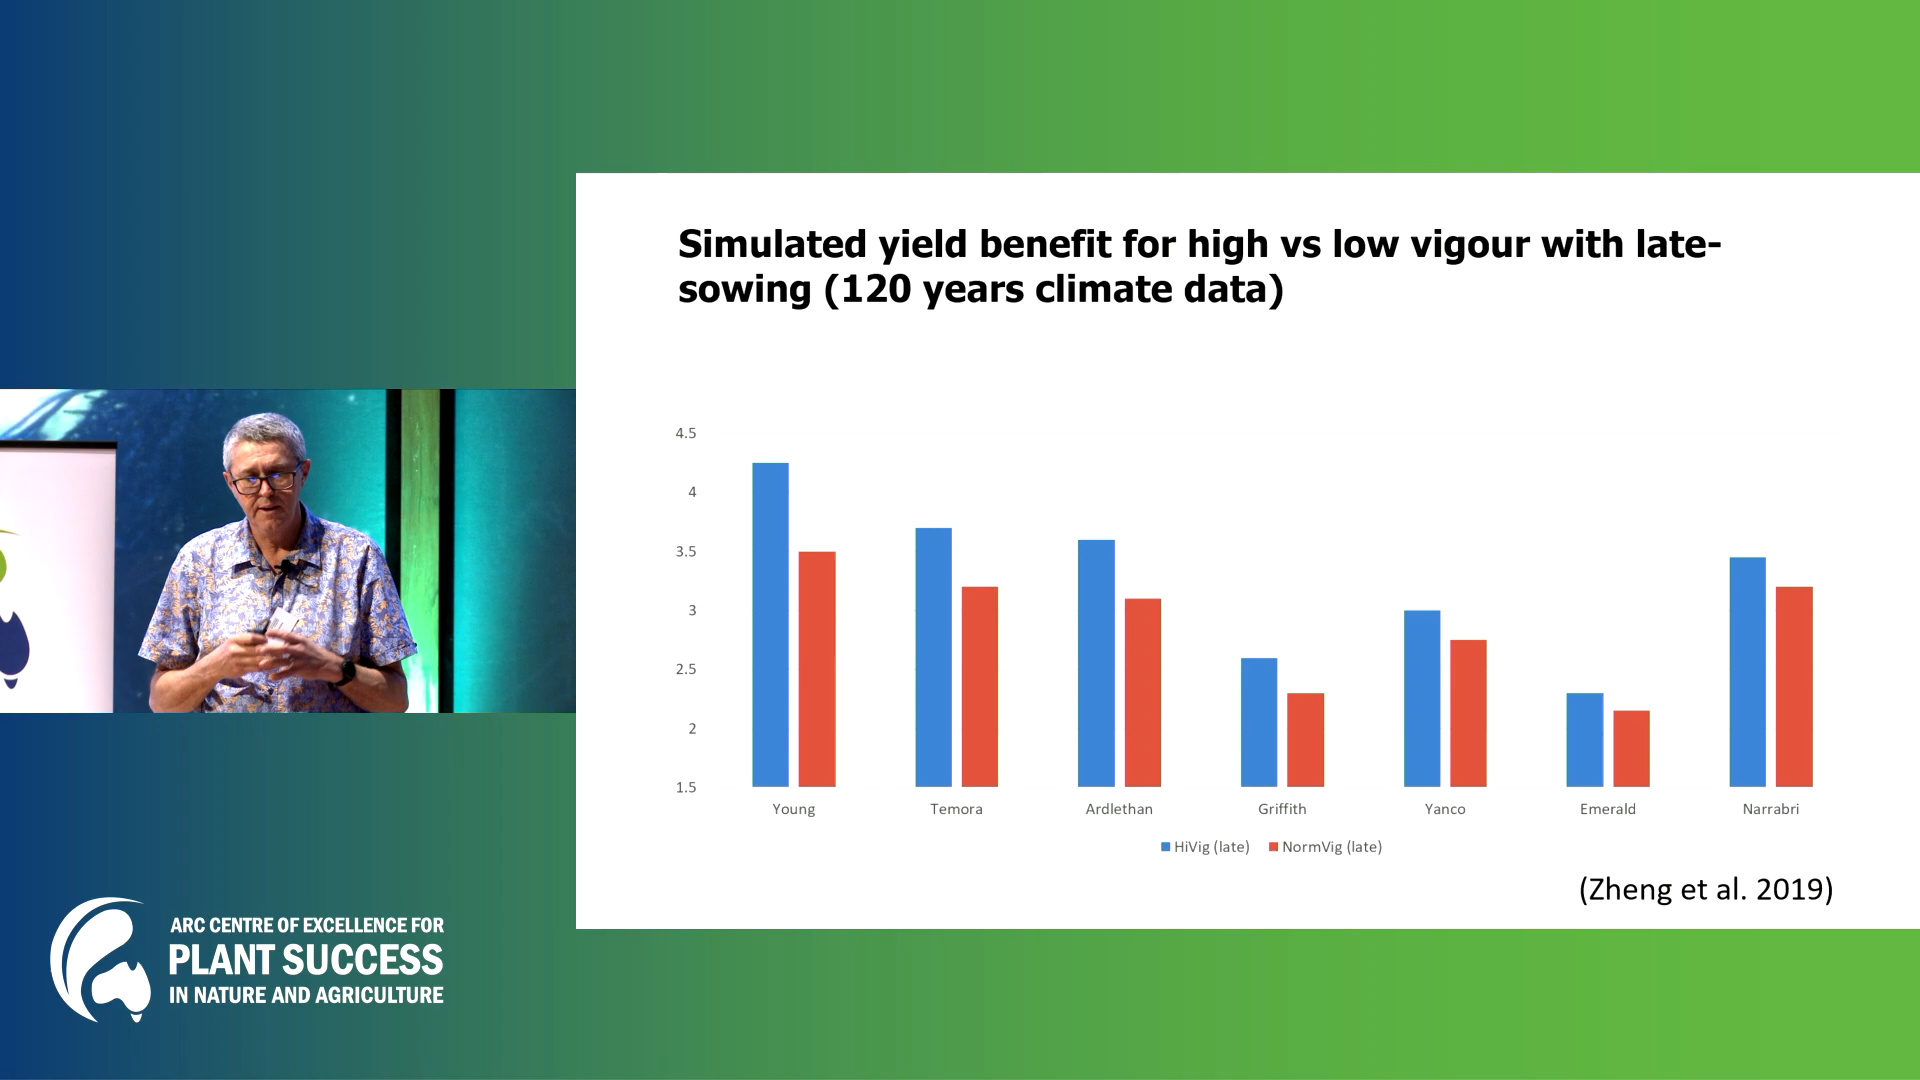 Simulated yield benefit for high vs low vigour with late-
sowing (120 years climate data)
4.5
4
3.5
3
2.5
2
1.5
Young Temora Ardlethan Griffith Yanco Emerald Narrabri
HiVig (late) NormVig (late)
(Zheng et al. 2019)
ARC CENTRE OF EXCELLENCE FOR
PLANT SUCCESS
IN NATURE AND AGRICULTURE